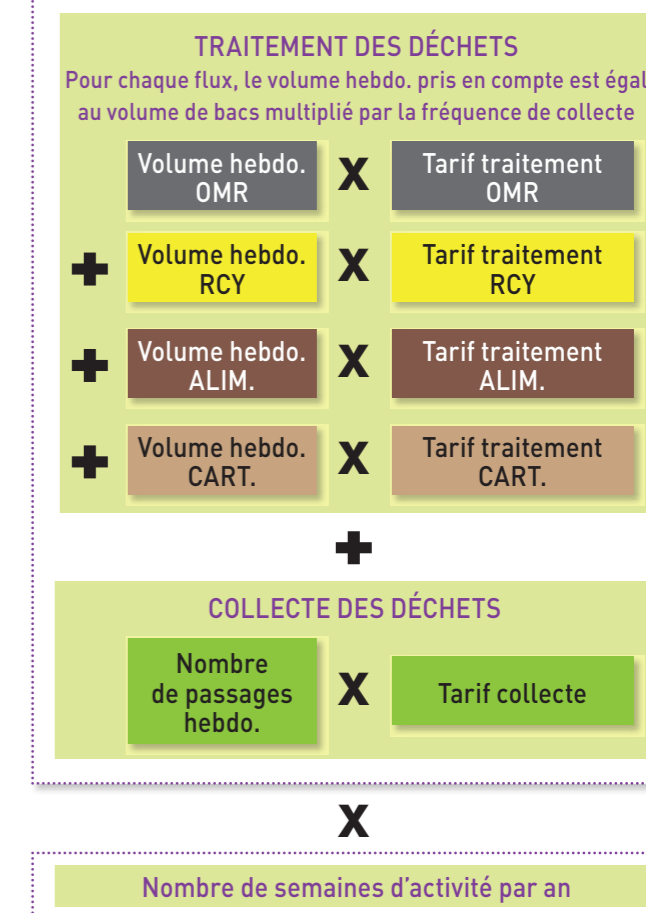 TRAITEMENT DES DÉCHETS
Pour chaque flux, le volume hebdo. pris en compte est égal
au volume de bacs multiplié par la fréquence de collecte
Volume hebdo. OMR X Tarif traitement OMR
+ Volume hebdo. RCY X Tarif traitement RCY
+ Volume hebdo. ALIM. X Tarif traitement ALIM.
+ Volume hebdo. CART. X Tarif traitement CART.
+
COLLECTE DES DÉCHETS
Nombre de passages hebdo. X Tarif collecte
X
Nombre de semaines d'activité par an